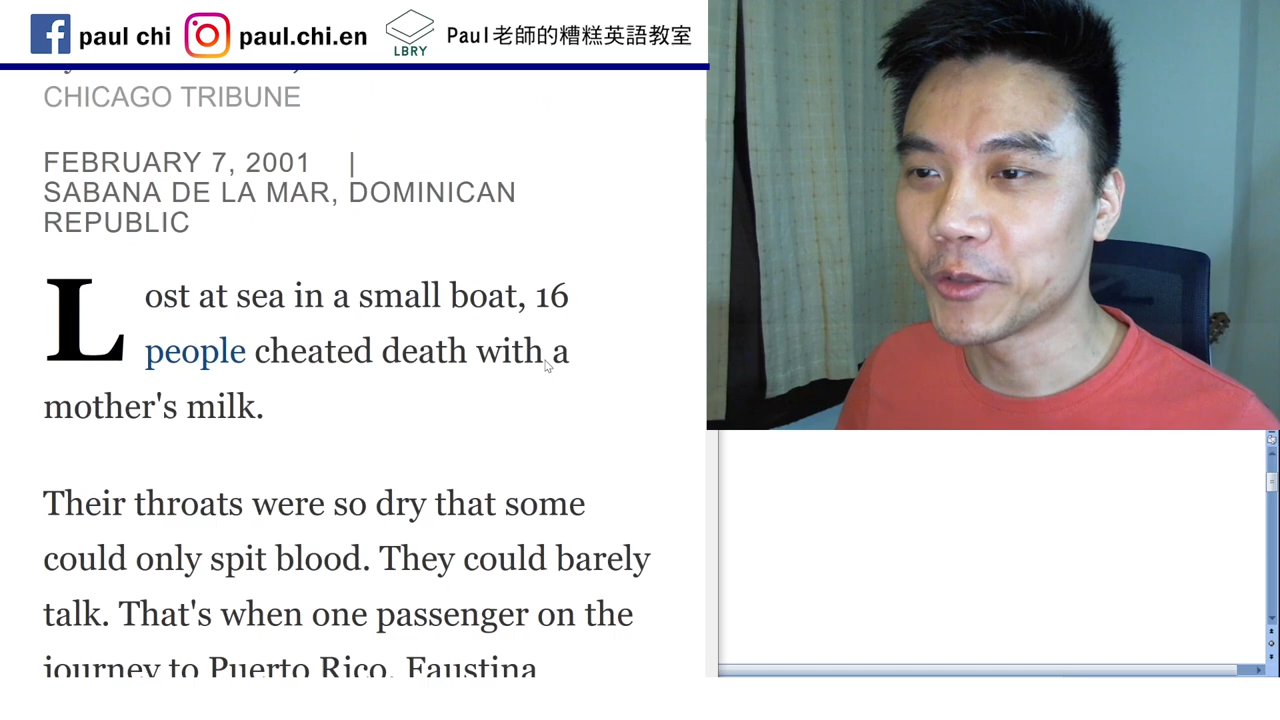 paul chi
paul.chi.en
LBRY
Paul老師的糟糕英語教室
CHICAGO TRIBUNE
FEBRUARY 7, 2001 |
SABANA DE LA MAR, DOMINICAN
REPUBLIC
Lost at sea in a small boat, 16
people cheated death with a
mother's milk.
Their throats were so dry that some
could only spit blood. They could barely
talk. That's when one passenger on the
journey to Puerto Rico, Faustina